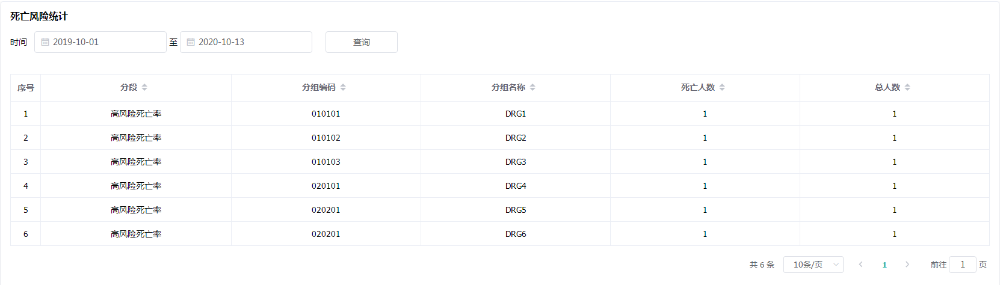 死亡风险统计
时间 2019-10-01 至 2020-10-13 查询
序号 分段 分组编码 分组名称 死亡人数 总人数
1 高风险死亡率 010101 DRG1 1 1
2 高风险死亡率 010102 DRG2 1 1
3 高风险死亡率 010103 DRG3 1 1
4 高风险死亡率 020101 DRG4 1 1
5 高风险死亡率 020201 DRG5 1 1
6 高风险死亡率 020201 DRG6 1 1
共 6 条 10条/页 1 前往 1 页